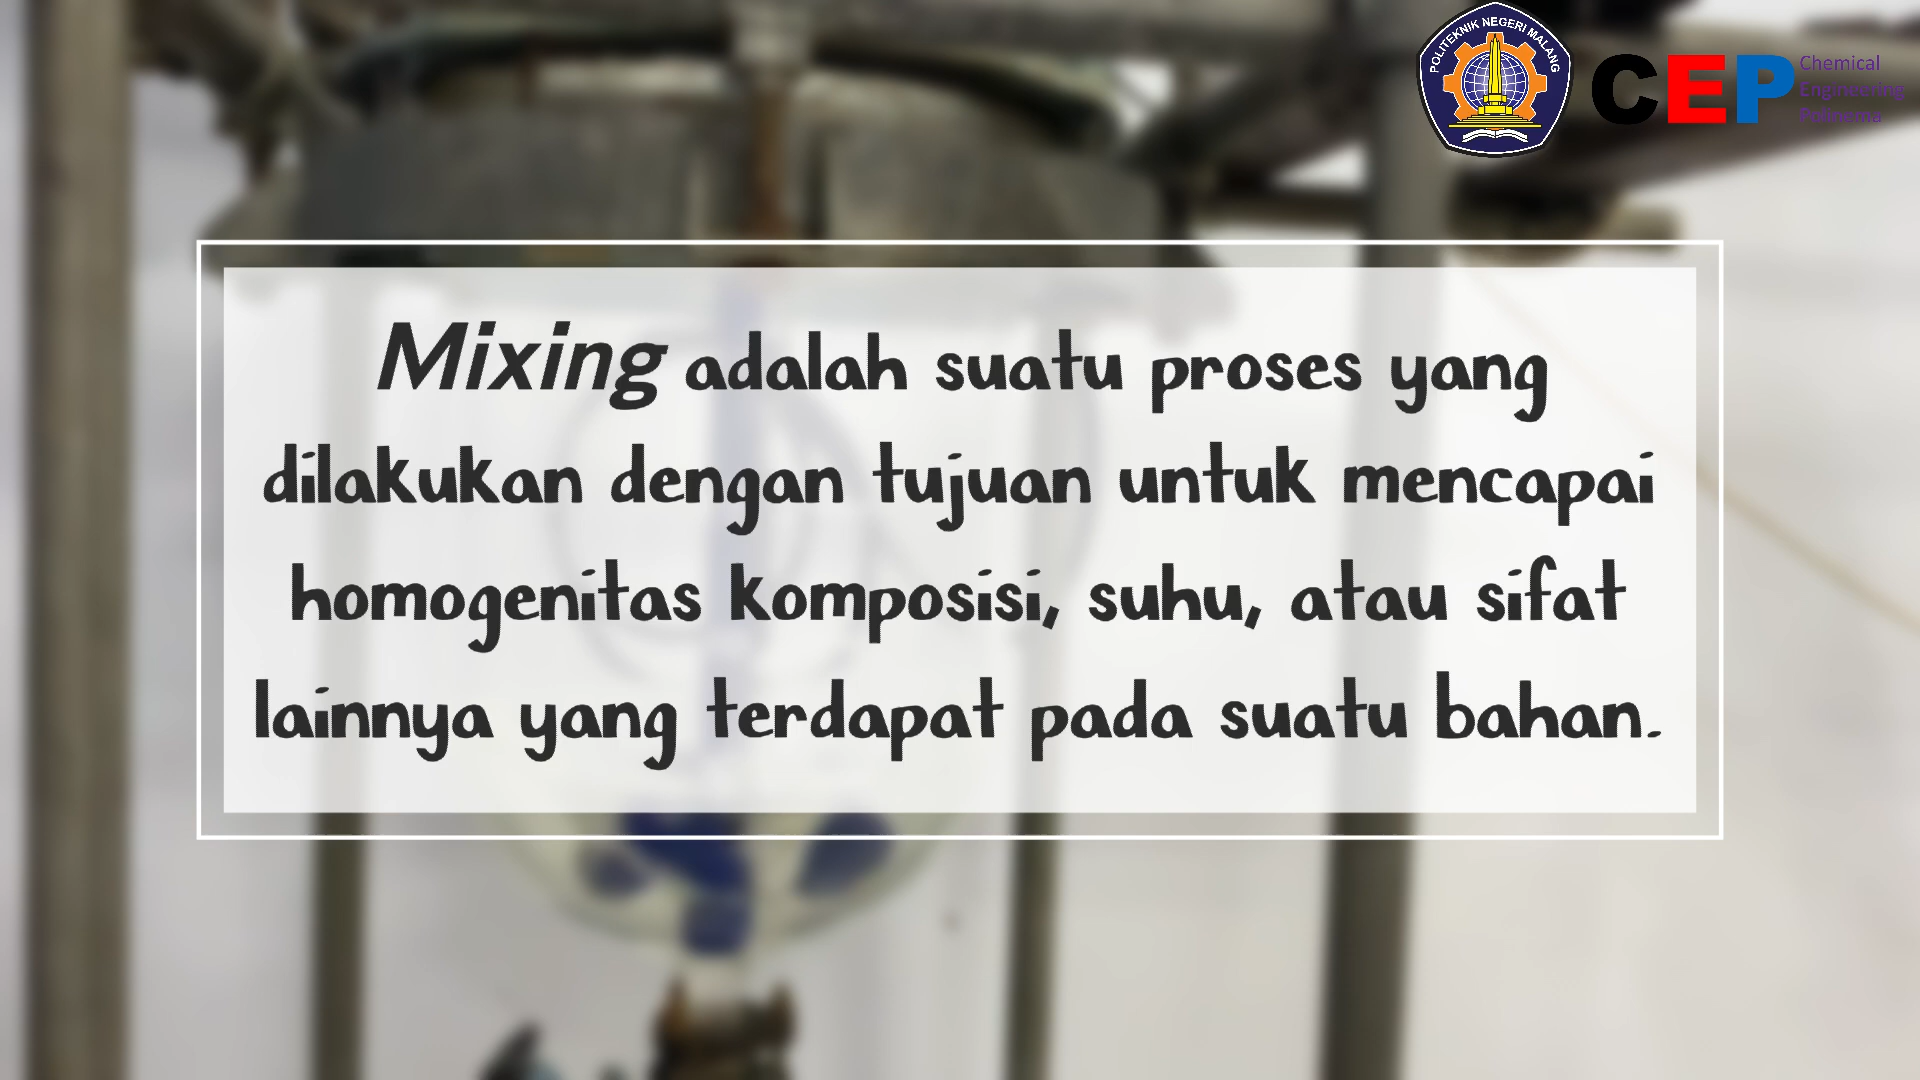 POLITEKNIK NEGERI MALANG
CEP
Chemical
Engineering
Polinema
Mixing adalah suatu proses yang
dilakukan dengan tujuan untuk mencapai
homogenitas komposisi, suhu, atau sifat
lainnya yang terdapat pada suatu bahan.